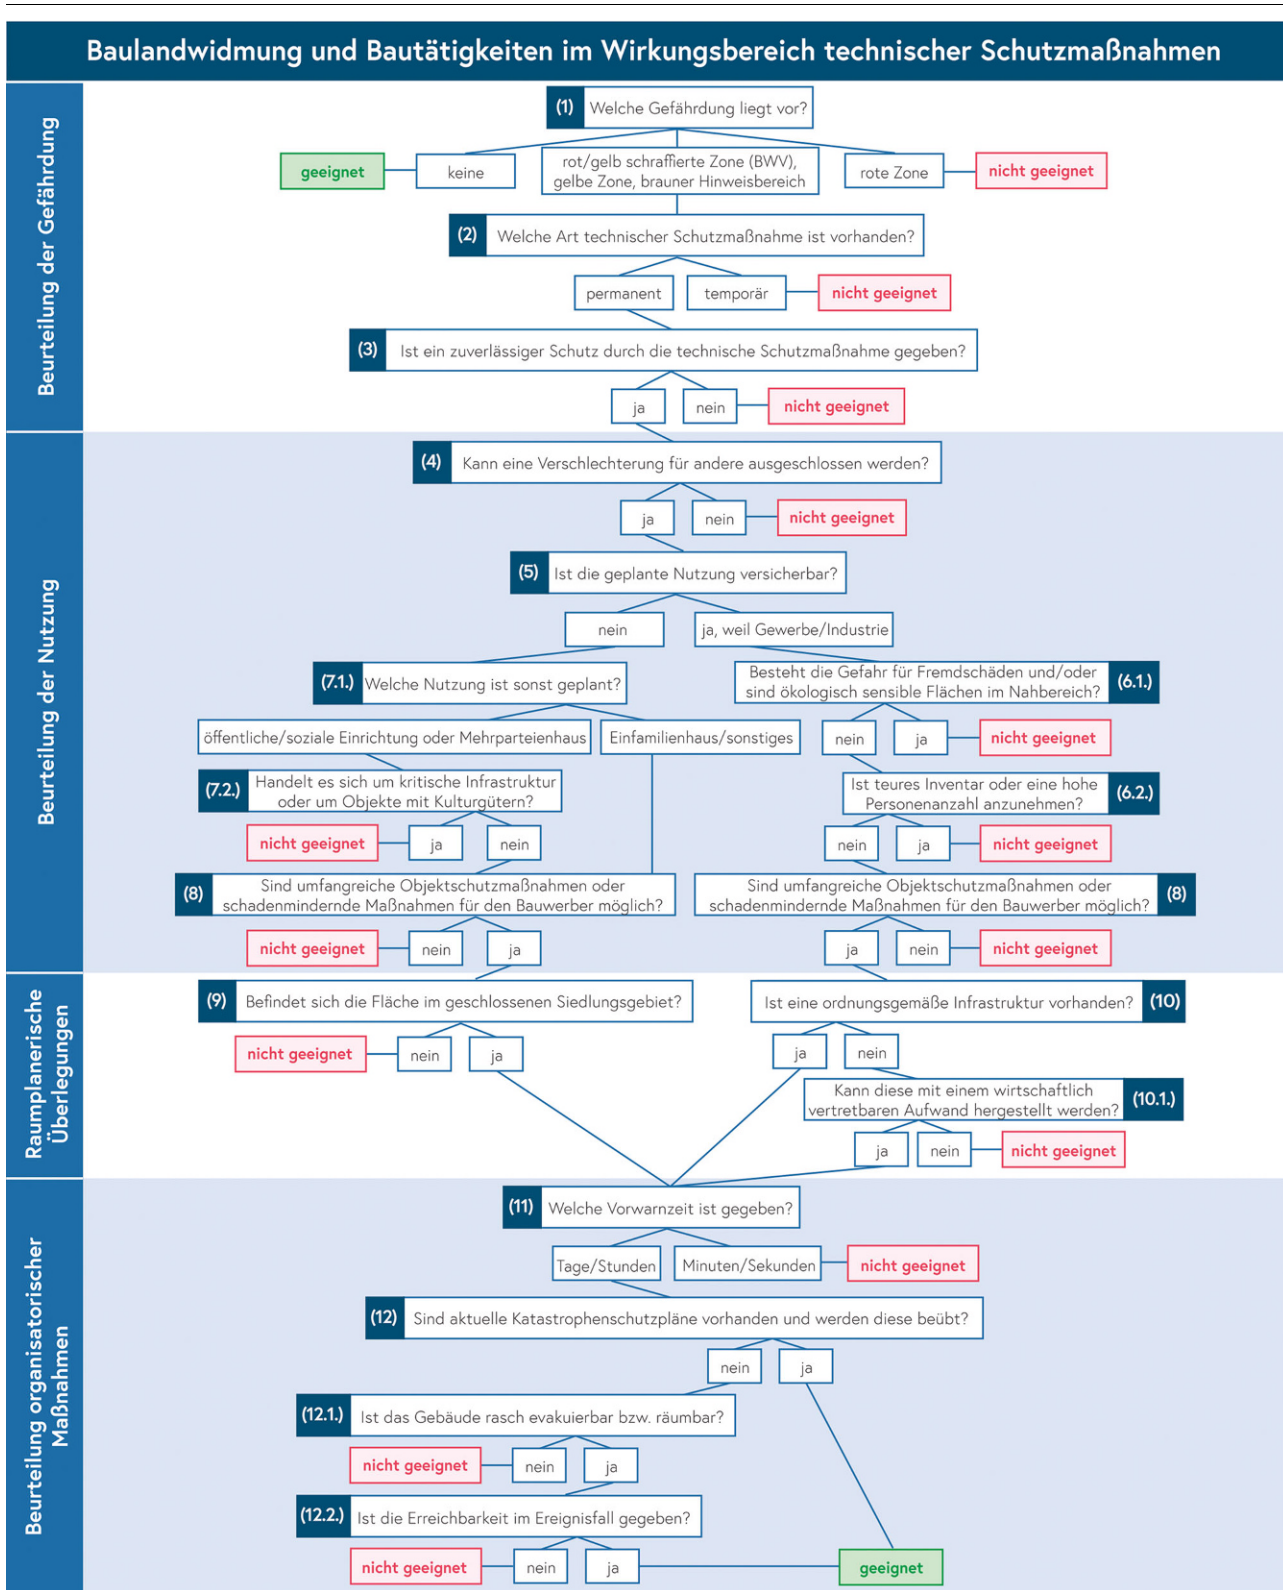 Baulandwidmung und Bautätigkeiten im Wirkungsbereich technischer Schutzmaßnahmen
Beurteilung der Gefährdung
(1) Welche Gefährdung liegt vor?
geeignet
keine
rot/gelb schraffierte Zone (BWV),
gelbe Zone, brauner Hinweisbereich
rote Zone
nicht geeignet
(2) Welche Art technischer Schutzmaßnahme ist vorhanden?
permanent
temporär
nicht geeignet
(3) Ist ein zuverlässiger Schutz durch die technische Schutzmaßnahme gegeben?
ja
nein
nicht geeignet
Beurteilung der Nutzung
(4) Kann eine Verschlechterung für andere ausgeschlossen werden?
ja
nein
nicht geeignet
(5) Ist die geplante Nutzung versicherbar?
nein
ja, weil Gewerbe/Industrie
(7.1.) Welche Nutzung ist sonst geplant?
Besteht die Gefahr für Fremdschäden und/oder
sind ökologisch sensible Flächen im Nahbereich?
(6.1.)
öffentliche/soziale Einrichtung oder Mehrparteienhaus
Einfamilienhaus/sonstiges
nein
ja
nicht geeignet
(7.2.)
Handelt es sich um kritische Infrastruktur
oder um Objekte mit Kulturgütern?
Ist teures Inventar oder eine hohe
Personenanzahl anzunehmen?
(6.2.)
nicht geeignet
ja
nein
nein
ja
nicht geeignet
(8)
Sind umfangreiche Objektschutzmaßnahmen oder
schadenmindernde Maßnahmen für den Bauwerber möglich?
Sind umfangreiche Objektschutzmaßnahmen oder
schadenmindernde Maßnahmen für den Bauwerber möglich?
(8)
nicht geeignet
nein
ja
ja
nein
nicht geeignet
Raumplanerische
Überlegungen
(9) Befindet sich die Fläche im geschlossenen Siedlungsgebiet?
Ist eine ordnungsgemäße Infrastruktur vorhanden? (10)
nicht geeignet
nein
ja
ja
nein
Kann diese mit einem wirtschaftlich
vertretbaren Aufwand hergestellt werden?
(10.1.)
ja
nein
nicht geeignet
Beurteilung organisatorischer
Maßnahmen
(11) Welche Vorwarnzeit ist gegeben?
Tage/Stunden
Minuten/Sekunden
nicht geeignet
(12) Sind aktuelle Katastrophenschutzpläne vorhanden und werden diese beübt?
nein
ja
(12.1.) Ist das Gebäude rasch evakuierbar bzw. räumbar?
nicht geeignet
nein
ja
(12.2.) Ist die Erreichbarkeit im Ereignisfall gegeben?
nicht geeignet
nein
ja
geeignet